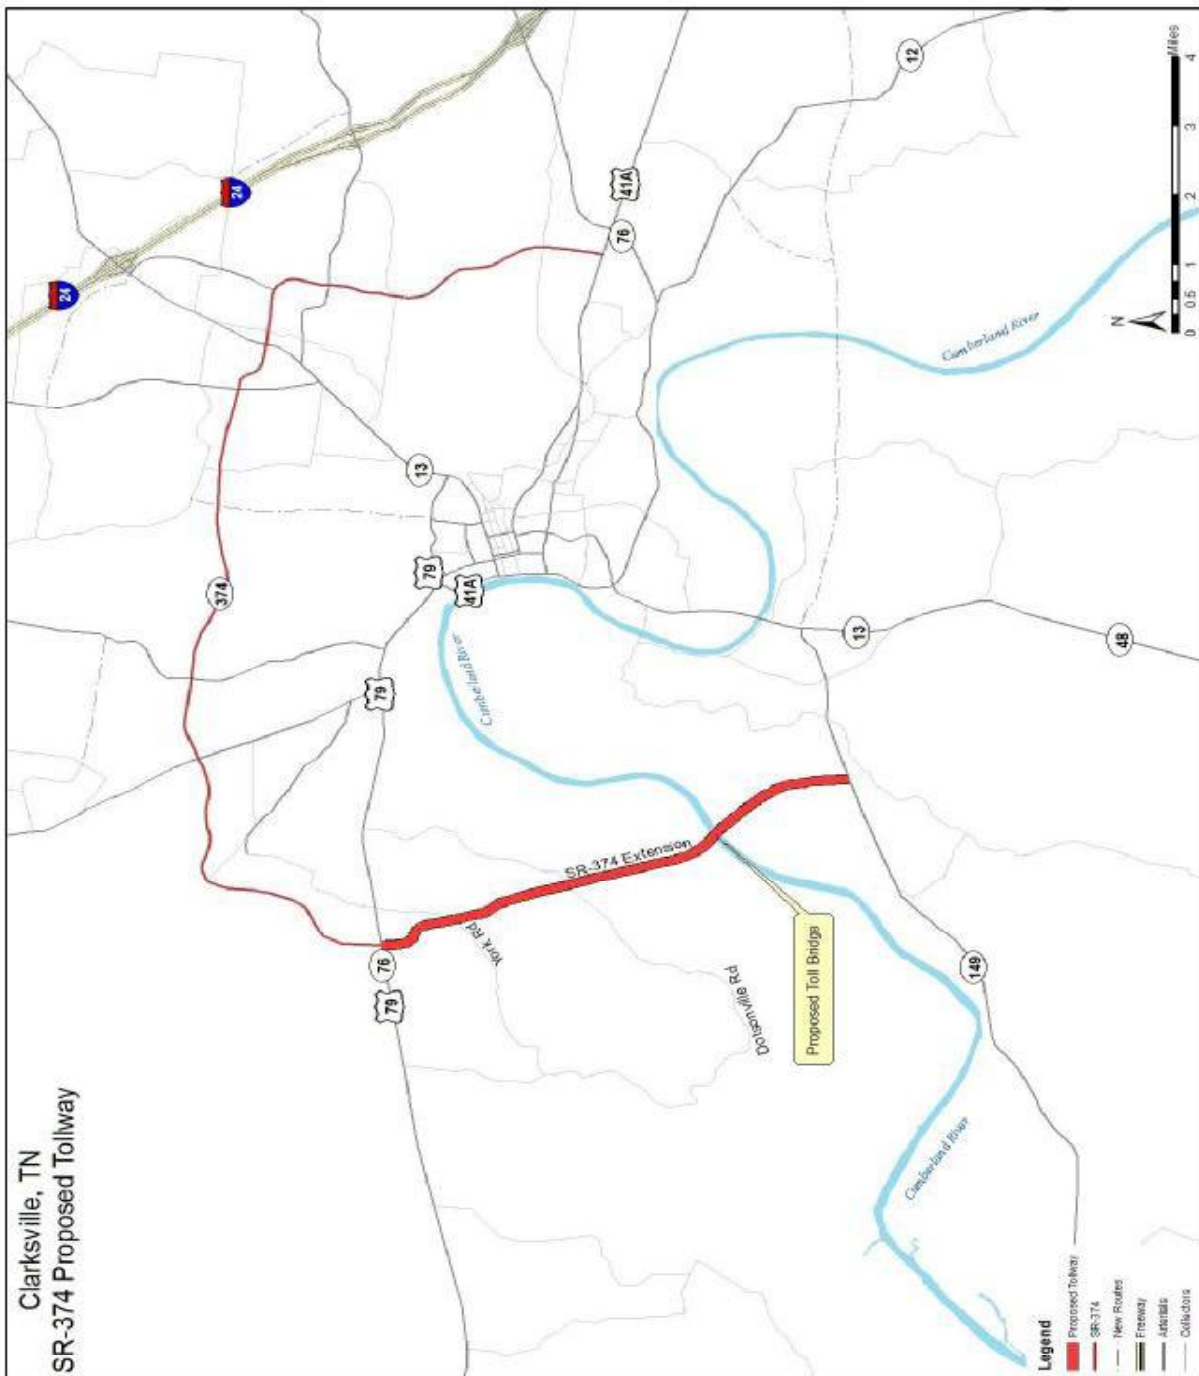 Clarksville, TN
SR-374 Proposed Tollway
24
24
374
13
79
41A
79
76
79
41A
76
12
13
48
149
Cumberland River
Cumberland River
Cumberland River
SR-374 Extension
York Rd
Dotsonville Rd
Proposed Toll Bridge
N
0 0.5 1 2 3 4
Miles
Legend
Proposed Tollway
SR-374
New Routes
Freeway
Arterials
Collectors